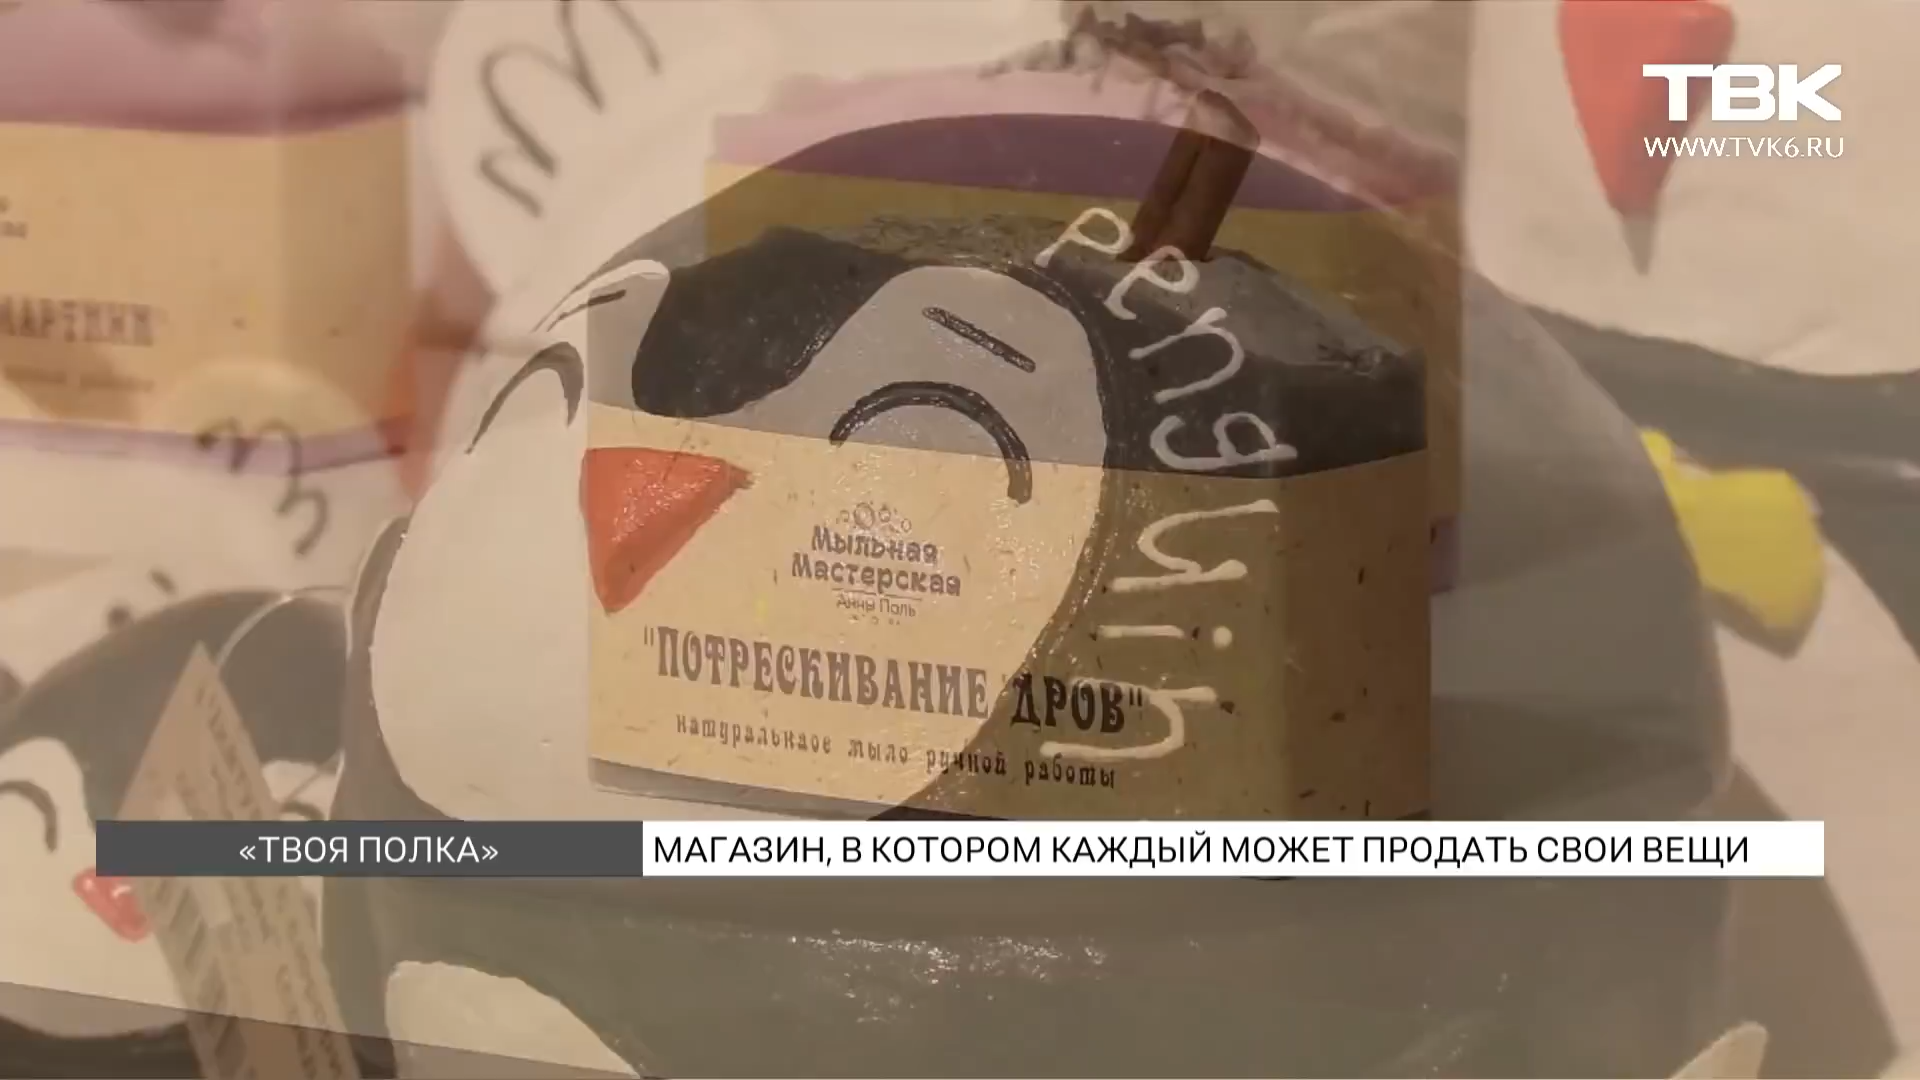 ТВК
WWW.TVK6.RU
penguin
МАРТИНИ
Мыльная
Мастерская
Анны Поль
"ПОТРЕСКИВАНИЕ ДРОВ"
натуральное мыло ручной работы
«ТВОЯ ПОЛКА»
МАГАЗИН, В КОТОРОМ КАЖДЫЙ МОЖЕТ ПРОДАТЬ СВОИ ВЕЩИ